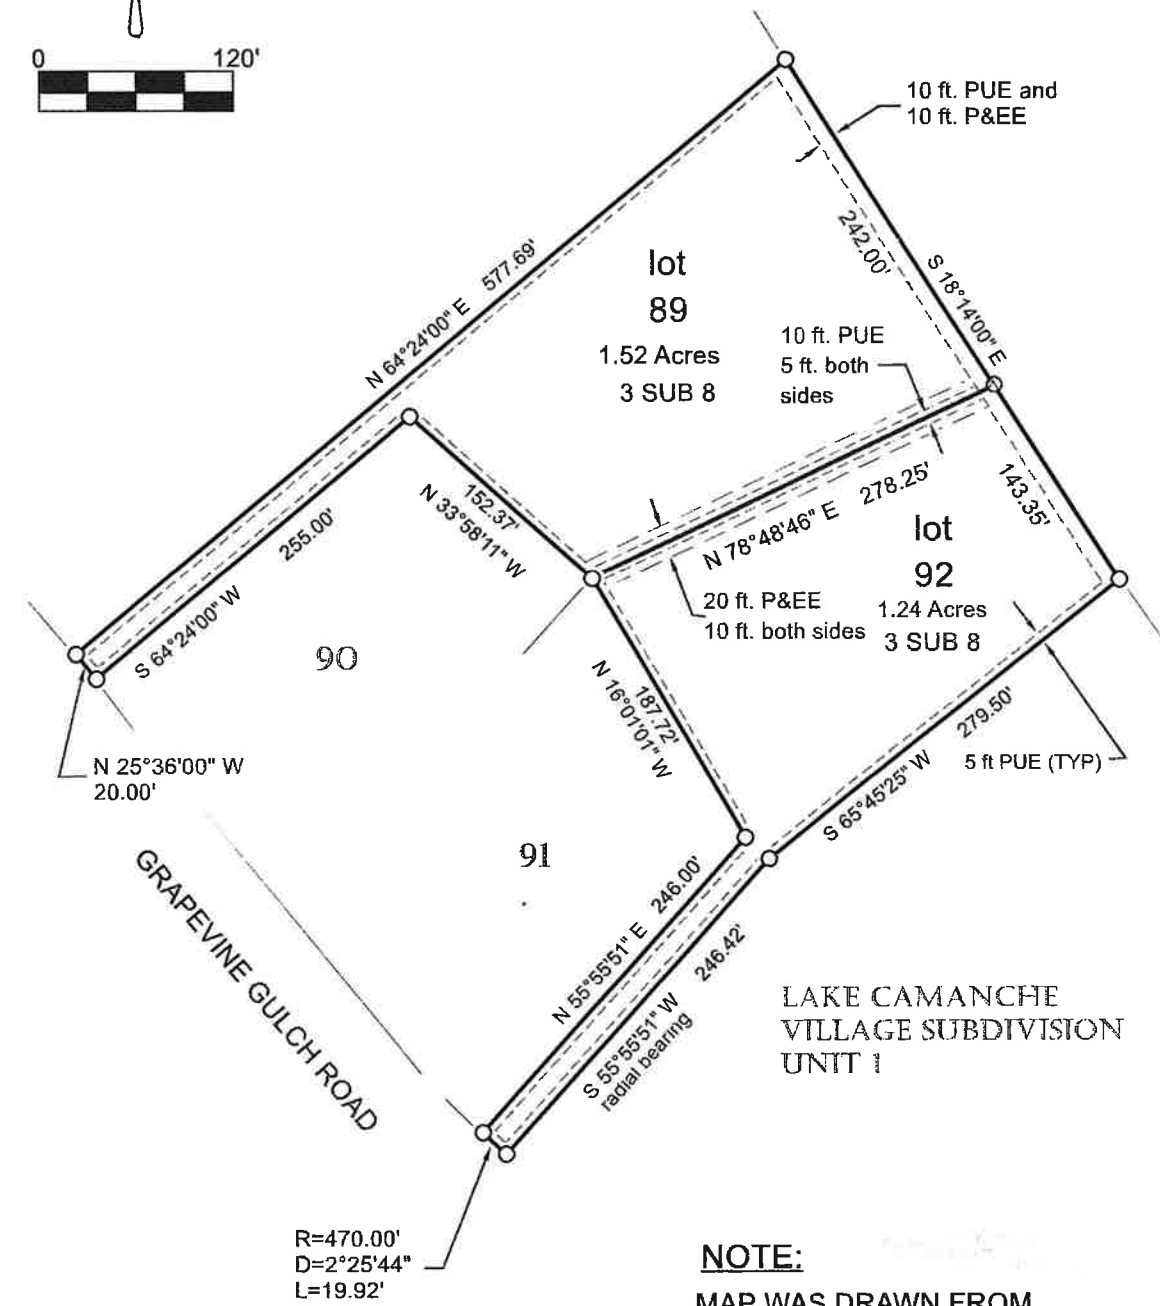 0 120'
10 ft. PUE and
10 ft. P&EE
N 64°24'00" E 577.69'
242.00'
S 18°14'00" E
lot
89
1.52 Acres
3 SUB 8
10 ft. PUE
5 ft. both
sides
152.37'
N 33°58'11" W
255.00'
S 64°24'00" W
N 78°48'46" E 278.25'
143.35'
lot
92
1.24 Acres
3 SUB 8
20 ft. P&EE
10 ft. both sides
90
187.72'
N 16°01'01" W
279.50'
S 65°45'25" W
5 ft PUE (TYP)
N 25°36'00" W
20.00'
91
GRAPEVINE GULCH ROAD
N 55°55'51" E 246.00'
246.42'
S 55°55'51" W
radial bearing
LAKE CAMANCHE
VILLAGE SUBDIVISION
UNIT 1
R=470.00'
D=2°25'44"
L=19.92'
NOTE:
MAP WAS DRAWN FROM